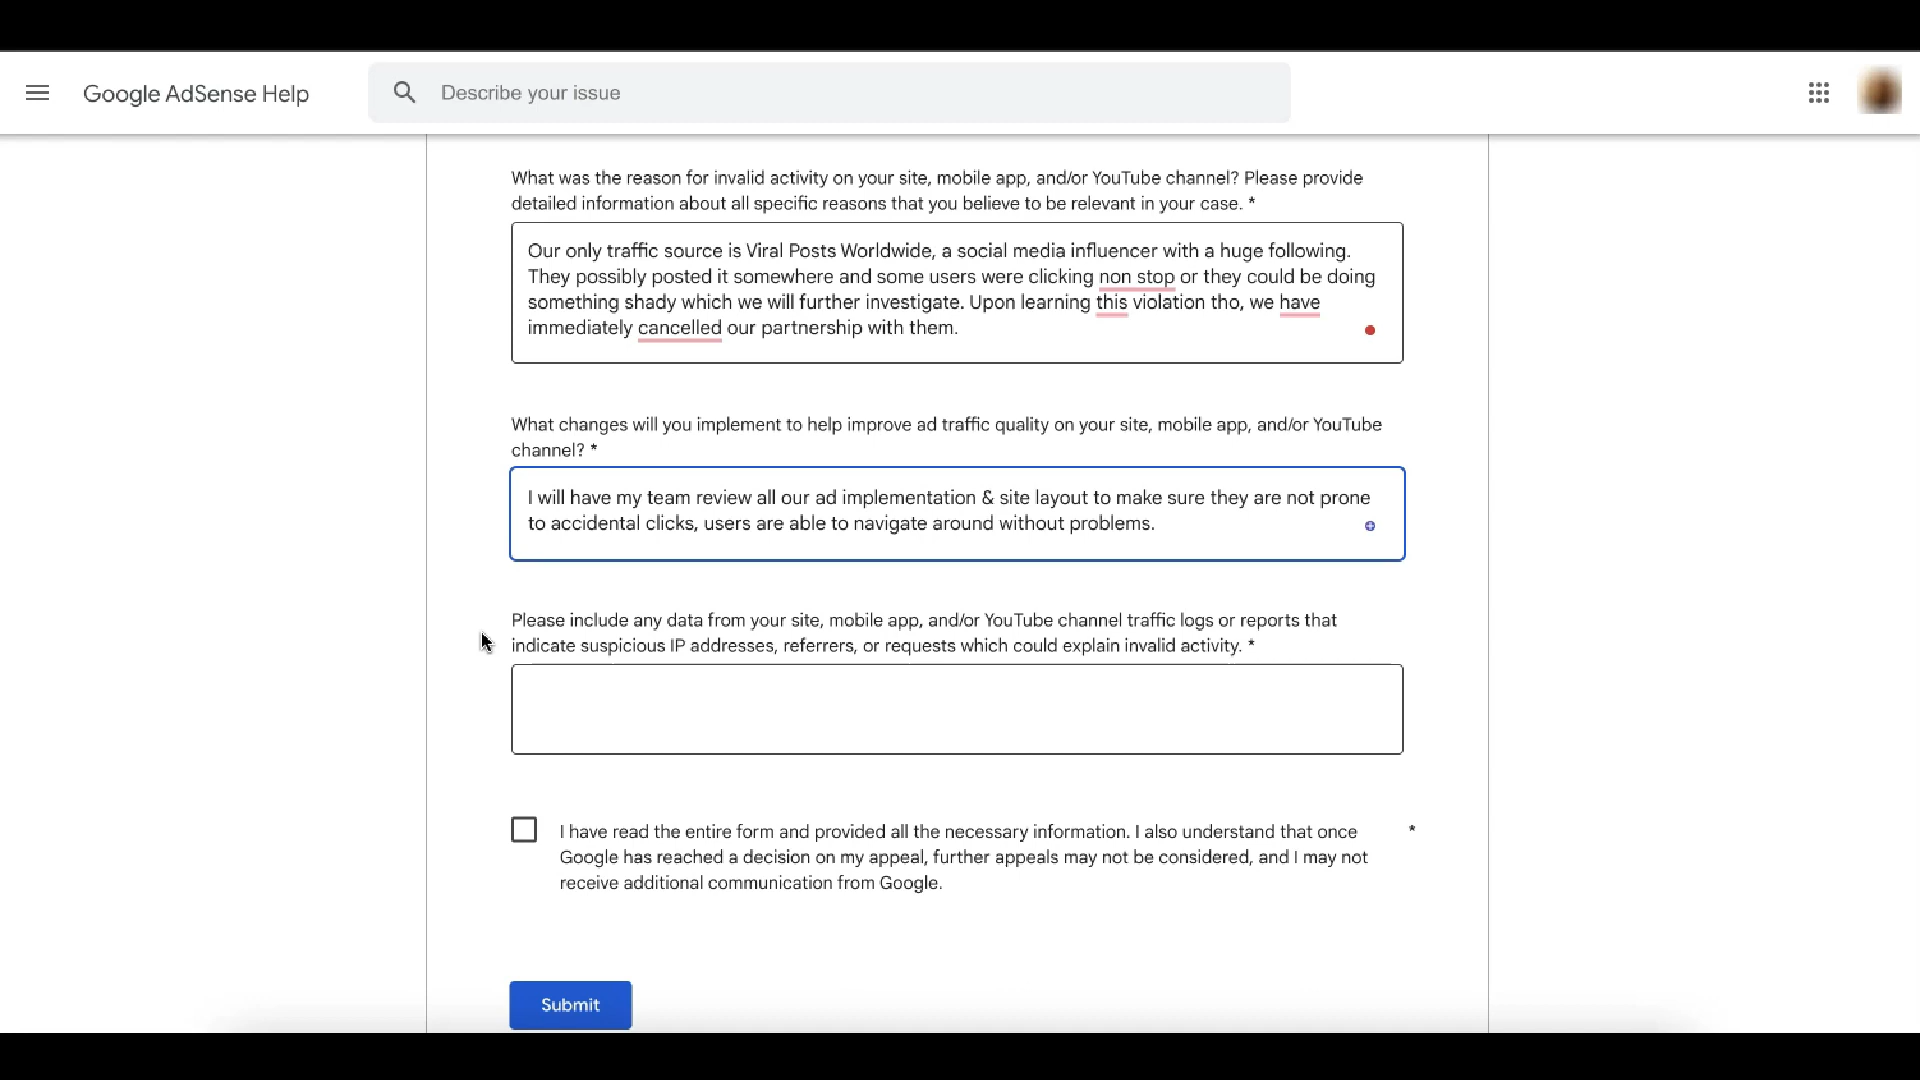 Google AdSense Help
Describe your issue
What was the reason for invalid activity on your site, mobile app, and/or YouTube channel? Please provide
detailed information about all specific reasons that you believe to be relevant in your case. *
Our only traffic source is Viral Posts Worldwide, a social media influencer with a huge following.
They possibly posted it somewhere and some users were clicking non stop or they could be doing
something shady which we will further investigate. Upon learning this violation tho, we have
immediately cancelled our partnership with them.
What changes will you implement to help improve ad traffic quality on your site, mobile app, and/or YouTube
channel? *
I will have my team review all our ad implementation & site layout to make sure they are not prone
to accidental clicks, users are able to navigate around without problems.
Please include any data from your site, mobile app, and/or YouTube channel traffic logs or reports that
indicate suspicious IP addresses, referrers, or requests which could explain invalid activity. *
I have read the entire form and provided all the necessary information. I also understand that once *
Google has reached a decision on my appeal, further appeals may not be considered, and I may not
receive additional communication from Google.
Submit